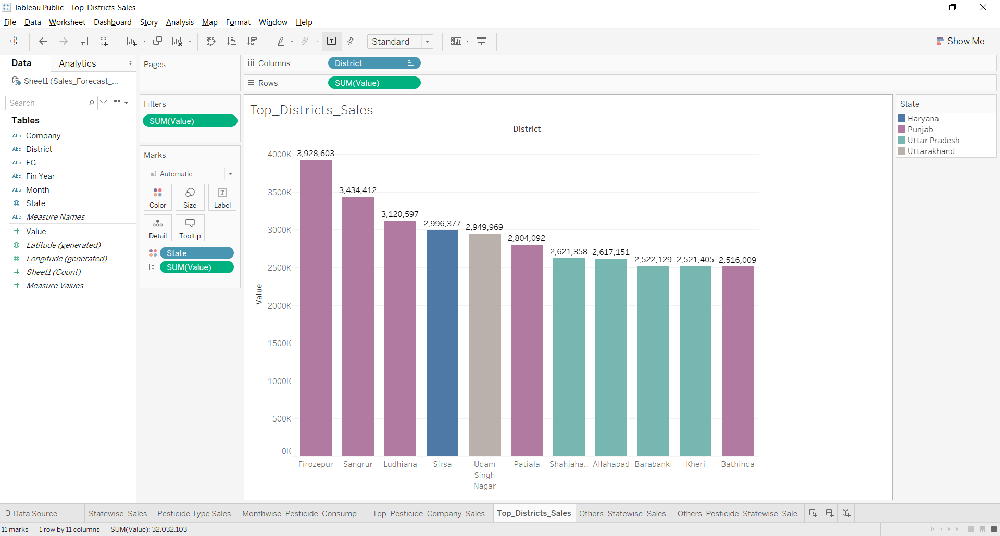 Tableau Public - Top_Districts_Sales
File Data Worksheet Dashboard Story Analysis Map Format Window Help
Standard
Show Me
Data Analytics
Sheet1 (Sales_Forecast_...
Search
Tables
Abc Company
Abc District
Abc FG
Abc Fin Year
Abc Month
State
Abc Measure Names
Value
Latitude (generated)
Longitude (generated)
Sheet1 (Count)
Measure Values
Pages
Filters
SUM(Value)
Marks
Automatic
Color Size Label
Detail Tooltip
State
SUM(Value)
Columns District
Rows SUM(Value)
Top_Districts_Sales
District
Value
4000K
3500K
3000K
2500K
2000K
1500K
1000K
500K
0K
3,928,603
3,434,412
3,120,597
2,996,377
2,949,969
2,804,092
2,621,358
2,617,151
2,522,129
2,521,405
2,516,009
Firozepur Sangrur Ludhiana Sirsa Udam Singh Nagar Patiala Shahjaha.. Allahabad Barabanki Kheri Bathinda
State
Haryana
Punjab
Uttar Pradesh
Uttarakhand
Data Source Statewise_Sales Pesticide Type Sales Monthwise_Pesticide_Consump... Top_Pesticide_Company_Sales Top_Districts_Sales Others_Statewise_Sales Others_Pesticide_Statewise_Sale
11 marks 1 row by 11 columns SUM(Value): 32,032,103